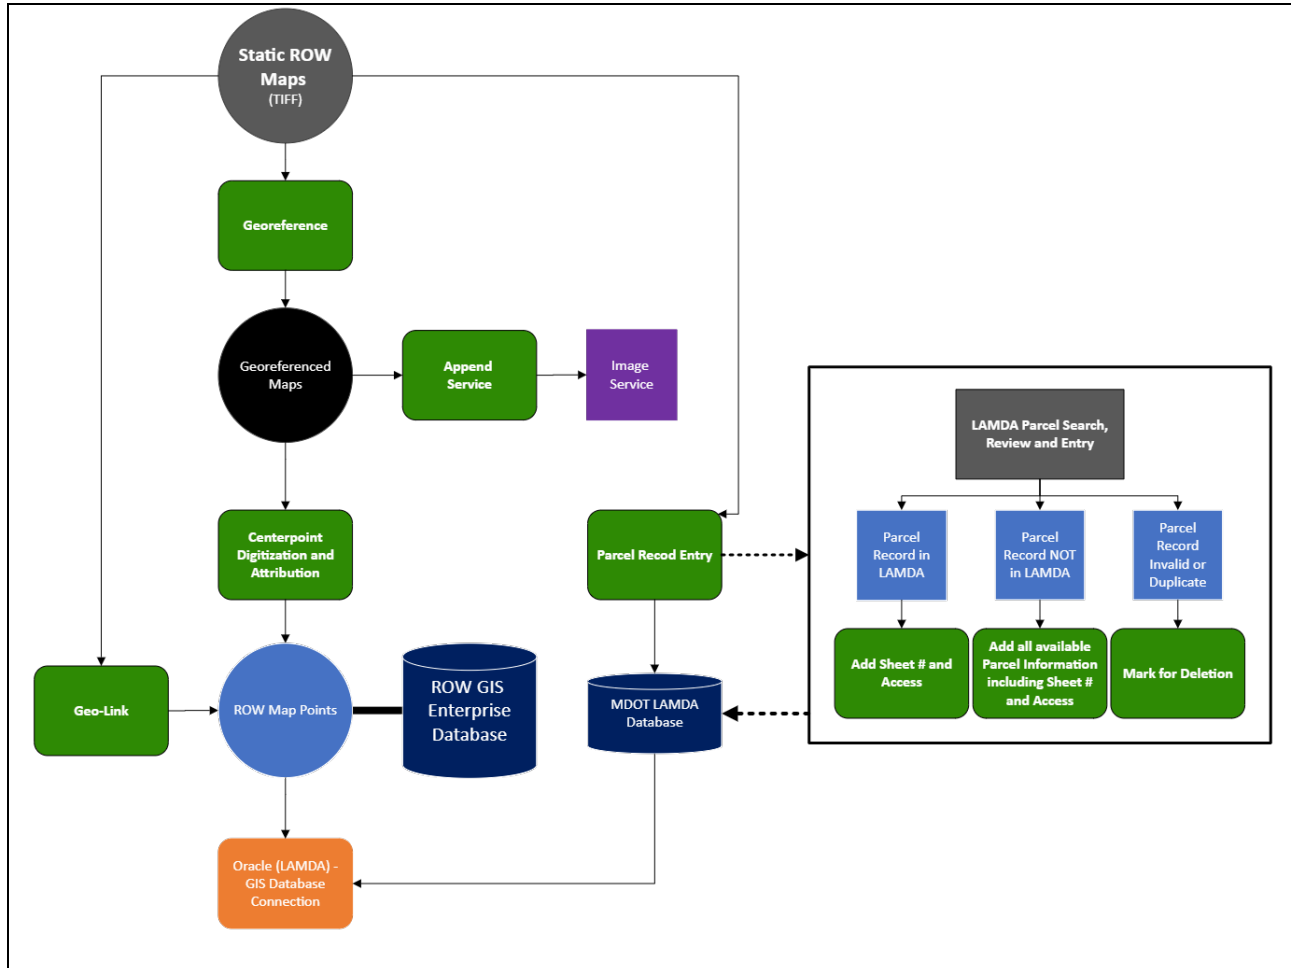 Static ROW
Maps
(TIFF)
Georeference
Georeferenced
Maps
Append
Service
Image
Service
Centerpoint
Digitization and
Attribution
Parcel Recod Entry
Geo-Link
ROW Map Points
ROW GIS
Enterprise
Database
MDOT LAMDA
Database
Oracle (LAMDA) -
GIS Database
Connection
LAMDA Parcel Search,
Review and Entry
Parcel
Record in
LAMDA
Parcel
Record NOT
in LAMDA
Parcel
Record
Invalid or
Duplicate
Add Sheet # and
Access
Add all available
Parcel Information
including Sheet #
and Access
Mark for Deletion